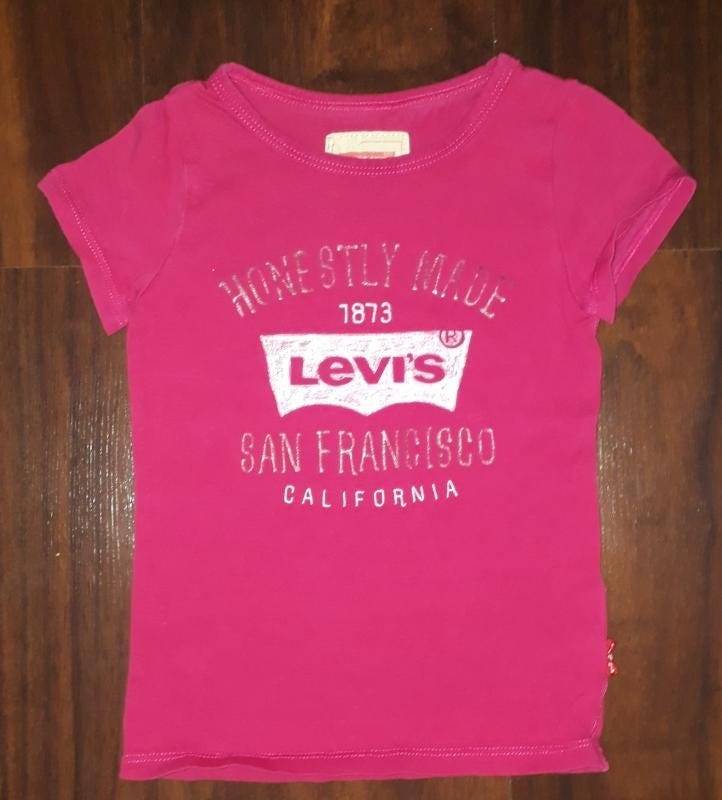 HONESTLY MADE
1873
Levi's ®
SAN FRANCISCO
CALIFORNIA